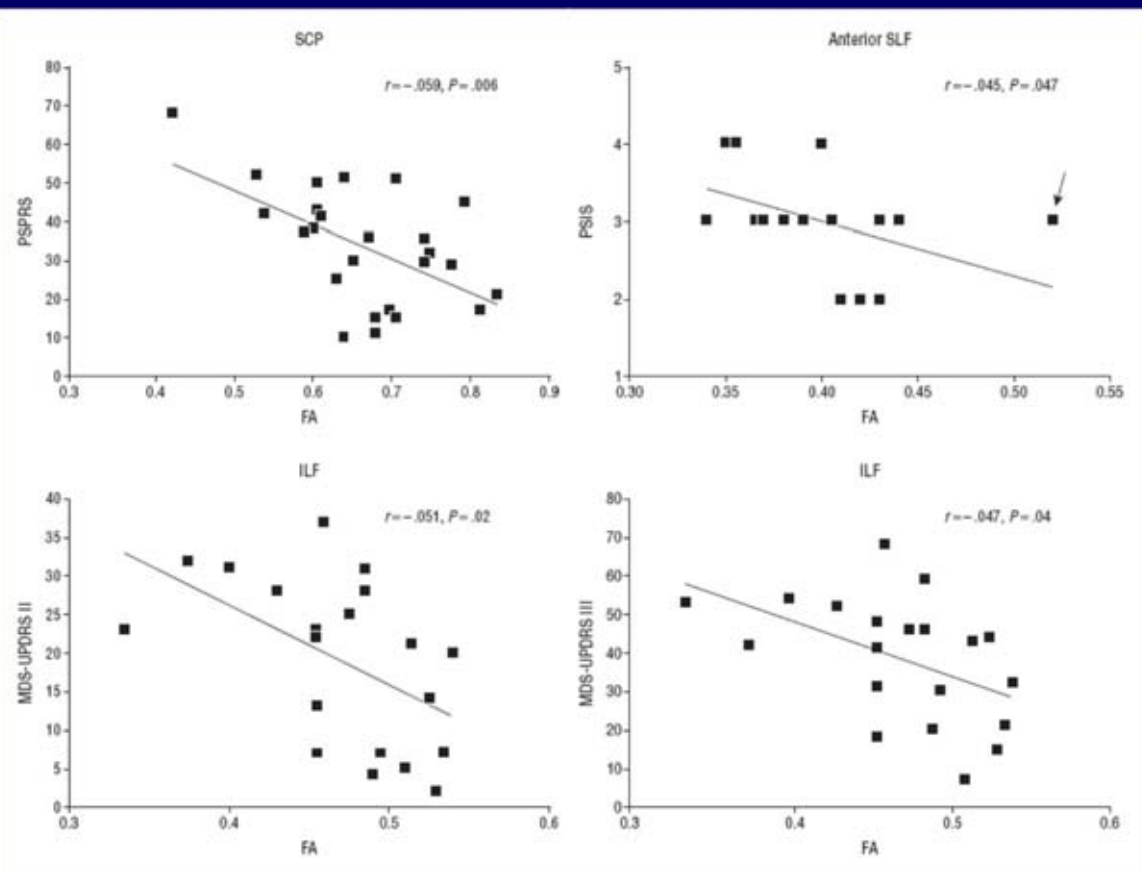 SCP
r=–.059, P=.006
80
70
60
50
40
30
20
10
0
PSPRS
0.3 0.4 0.5 0.6 0.7 0.8 0.9
FA
Anterior SLF
r=–.045, P=.047
5
4
3
2
1
PSIS
0.30 0.35 0.40 0.45 0.50 0.55
FA
ILF
r=–.051, P=.02
40
35
30
25
20
15
10
5
0
MDS-UPDRS II
0.3 0.4 0.5 0.6
FA
ILF
r=–.047, P=.04
80
70
60
50
40
30
20
10
0
MDS-UPDRS III
0.3 0.4 0.5 0.6
FA